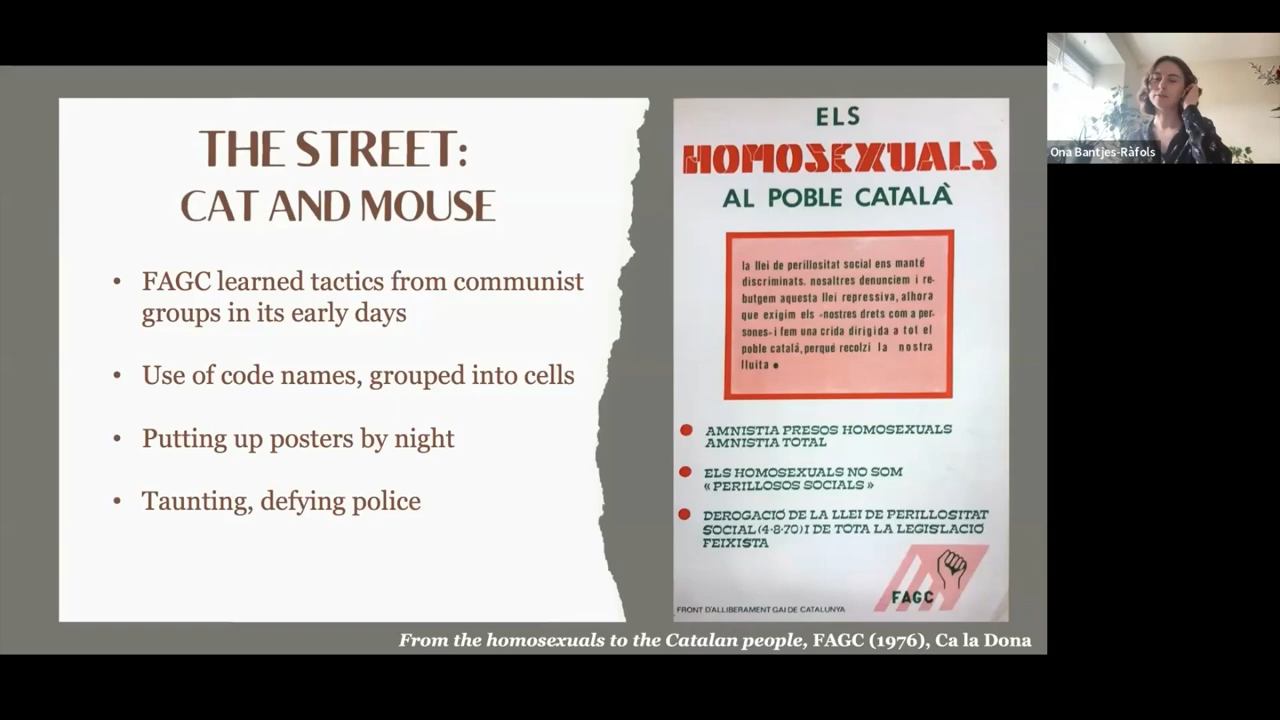 THE STREET:
CAT AND MOUSE
• FAGC learned tactics from communist
groups in its early days
• Use of code names, grouped into cells
• Putting up posters by night
• Taunting, defying police
ELS
HOMOSEXUALS
AL POBLE CATALÀ
la llei de perillositat social ens manté
discriminats. nosaltres denunciem i re-
butgem aquesta llei repressiva, alhora
que exigim els «nostres drets com a per-
sones» i fem una crida dirigida a tot el
poble català, perquè recolzi la nostra
lluita ●
● AMNISTIA PRESOS HOMOSEXUALS
AMNISTIA TOTAL
● ELS HOMOSEXUALS NO SOM
« PERILLOSOS SOCIALS »
● DEROGACIÓ DE LA LLEI DE PERILLOSITAT
SOCIAL (4-8-70) I DE TOTA LA LEGISLACIÓ
FEIXISTA
FAGC
FRONT D'ALLIBERAMENT GAI DE CATALUNYA
From the homosexuals to the Catalan people, FAGC (1976), Ca la Dona
Ona Bantjes-Ràfols